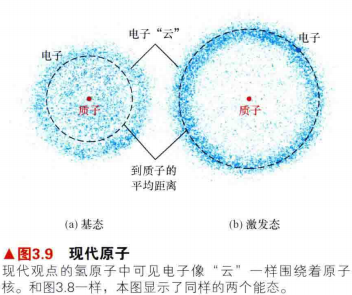 电子“云”
电子
电子
质子
质子
到质子的
平均距离
(a) 基态
(b) 激发态
▲图3.9 现代原子
现代观点的氢原子中可见电子像“云”一样围绕着原子
核。和图3.8一样，本图显示了同样的两个能态。